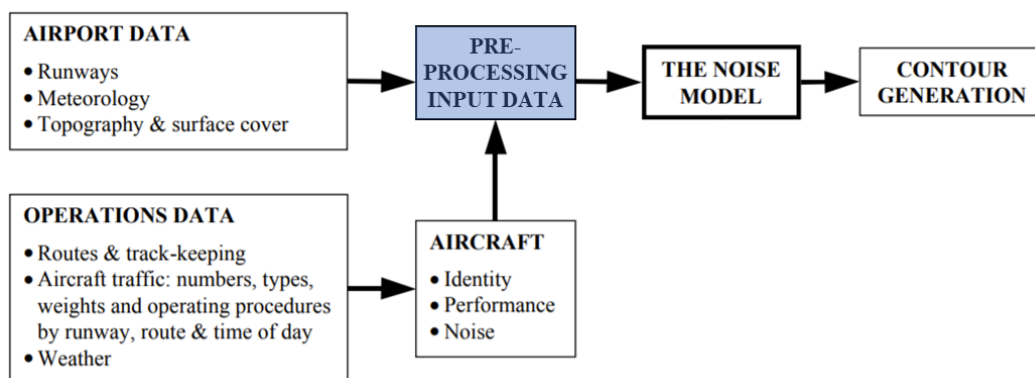 AIRPORT DATA
• Runways
• Meteorology
• Topography & surface cover
PRE-
PROCESSING
INPUT DATA
THE NOISE
MODEL
CONTOUR
GENERATION
OPERATIONS DATA
• Routes & track-keeping
• Aircraft traffic: numbers, types,
weights and operating procedures
by runway, route & time of day
• Weather
AIRCRAFT
• Identity
• Performance
• Noise